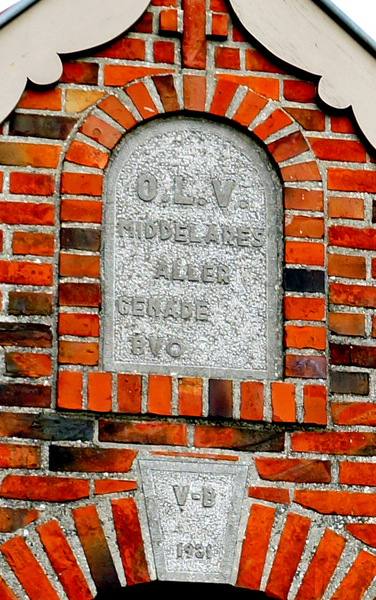 O.L.V.
MIDDELARES
ALLER
GENADE
BVO
V-B
1931